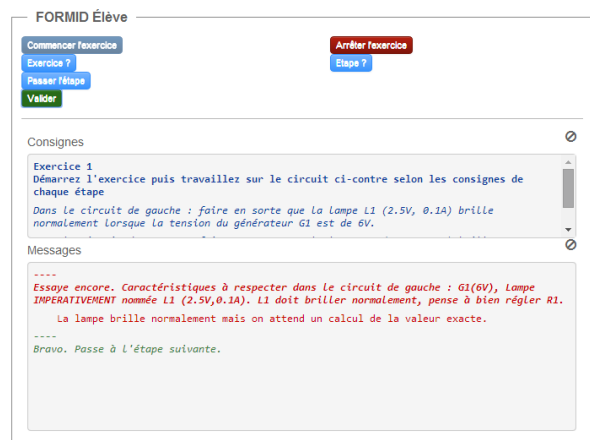 FORMID Élève
Commencer l'exercice
Arrêter l'exercice
Exercice ?
Etape ?
Passer l'étape
Valider
Consignes
Exercice 1
Démarrez l'exercice puis travaillez sur le circuit ci-contre selon les consignes de
chaque étape
Dans le circuit de gauche : faire en sorte que la lampe L1 (2.5V, 0.1A) brille
normalement lorsque la tension du générateur G1 est de 6V.
Messages
----
Essaye encore. Caractéristiques à respecter dans le circuit de gauche : G1(6V), Lampe
IMPERATIVEMENT nommée L1 (2.5V,0.1A). L1 doit briller normalement, pense à bien régler R1.
La lampe brille normalement mais on attend un calcul de la valeur exacte.
----
Bravo. Passe à l'étape suivante.